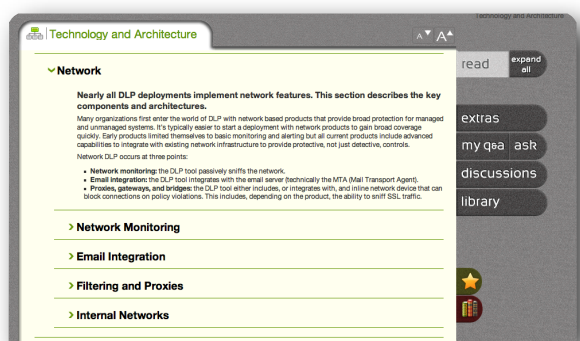 Technology and Architecture
Technology and Architecture
A A
read
expand
all
Network
Nearly all DLP deployments implement network features. This section describes the key
components and architectures.
Many organizations first enter the world of DLP with network based products that provide broad protection for managed
and unmanaged systems. It's typically easier to start a deployment with network products to gain broad coverage
quickly. Early products limited themselves to basic monitoring and alerting but all current products include advanced
capabilities to integrate with existing network infrastructure to provide protective, not just detective, controls.
Network DLP occurs at three points:
Network monitoring: the DLP tool passively sniffs the network.
Email Integration: the DLP tool integrates with the email server (technically the MTA (Mail Transport Agent).
Proxies, gateways, and bridges: the DLP tool either includes, or integrates with, and inline network device that can
block connections on policy violations. This includes, depending on the product, the ability to sniff SSL traffic.
extras
my q&a ask
discussions
library
Network Monitoring
Email Integration
Filtering and Proxies
Internal Networks